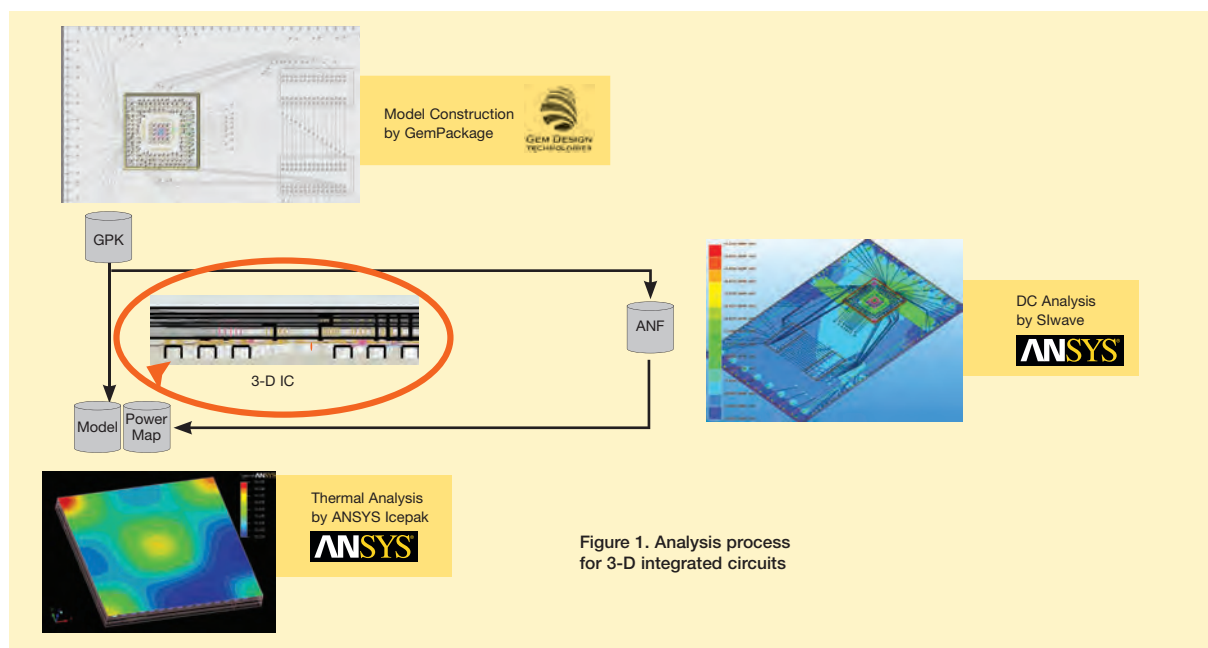 Model Construction
by GemPackage
GEM DESIGN
TECHNOLOGIES
GPK
3-D IC
ANF
DC Analysis
by SIwave
ANSYS®
Model
Power
Map
Thermal Analysis
by ANSYS Icepak
ANSYS®
Figure 1. Analysis process
for 3-D integrated circuits